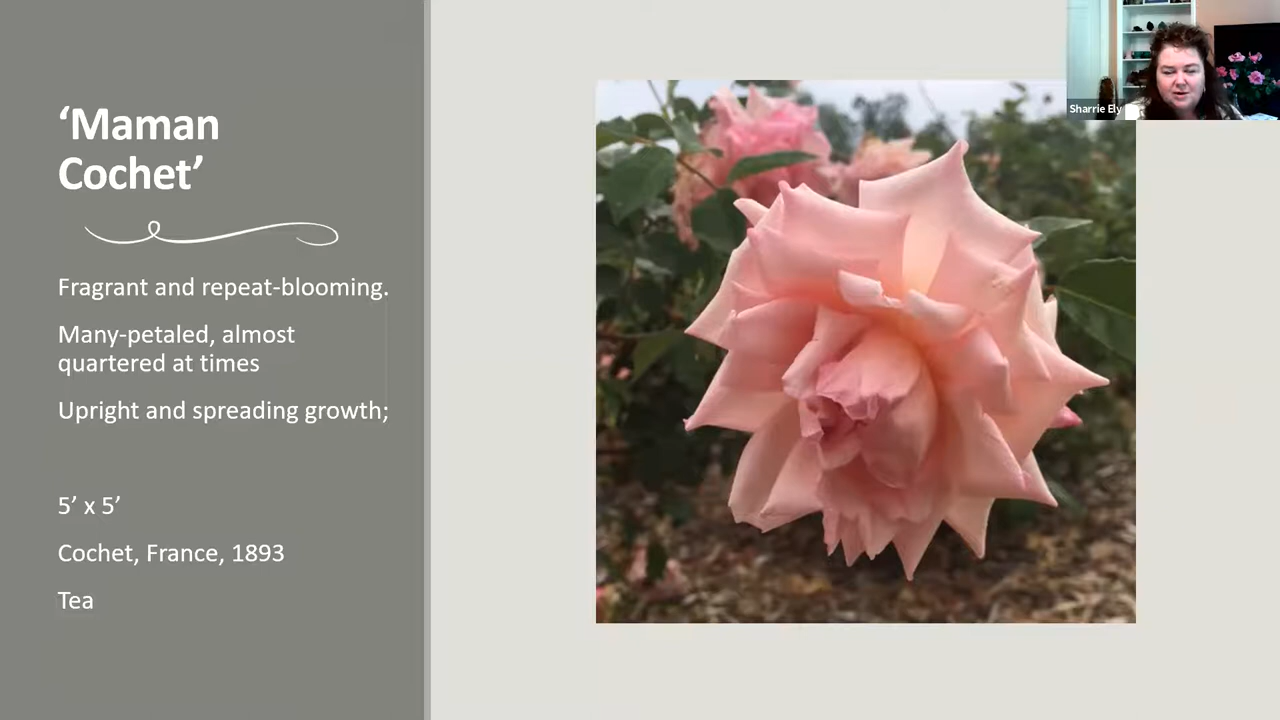 ‘Maman
Cochet’
Fragrant and repeat-blooming.
Many-petaled, almost
quartered at times
Upright and spreading growth;
5’ x 5’
Cochet, France, 1893
Tea
Sharrie Ely